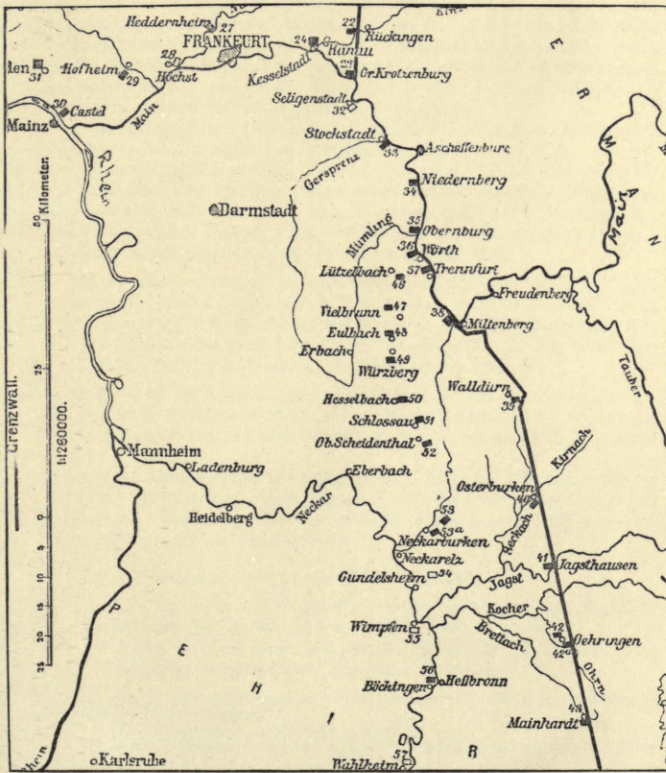 22
Rückingen
E
Heddernheim 27
24
Hanau
FRANKFURT
28
Kesselstadt
23
Gr. Krotzenburg
31
Hofheim
29
Höchst
Seligenstadt
32
30
Castel
Main
Mainz
R
Stockstadt
33
Aschaffenburg
M
Rhein
Gersprenz
Niedernberg
34
A
Main
N
50
Kilometer.
Darmstadt
35
Obernburg
Mümling
36
Wörth
37
Trennfurt
Lützelbach
46
Freudenberg
Vielbrunn
47
38
Miltenberg
Eulbach
48
Erbach
49
Würzberg
25
Tauber
Walldürn
39
Hesselbach
50
Grenzwall.
1:1260000.
Schlossau
51
Ob. Scheidenthal
52
Kirnach
Mannheim
Ladenburg
Eberbach
Osterburken
40
Heidelberg
Neckar
53
0
53a
Neckarburken
Neckarelz
41
Jagsthausen
5
Gundelsheim
54
Jagst
10
Kocher
15
P
Wimpfen
55
Brettach
42
42a
Oehringen
20
E
Ohrn
25
H
56
Böckingen
Heilbronn
43
Mainhardt
I
Rhein
Karlsruhe
O
57
R
Wahlheim